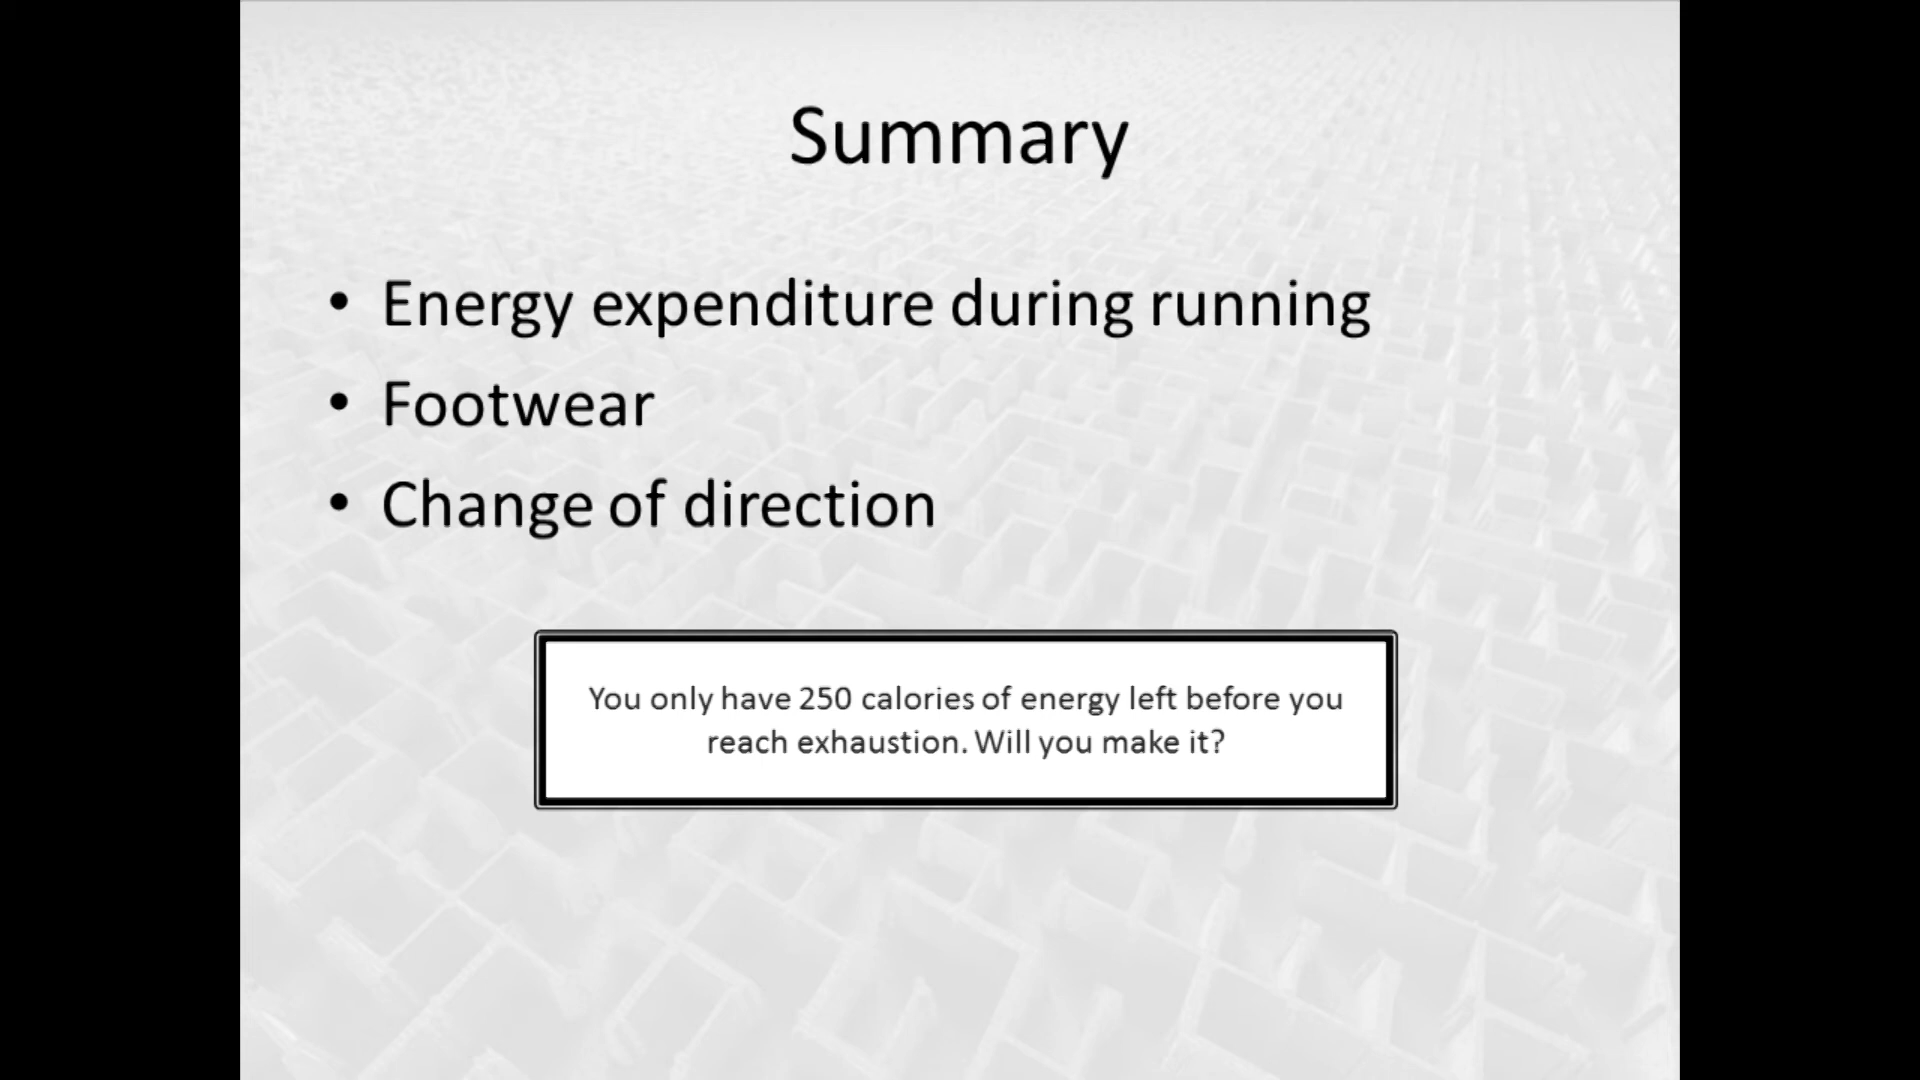 Summary
• Energy expenditure during running
• Footwear
• Change of direction
You only have 250 calories of energy left before you
reach exhaustion. Will you make it?